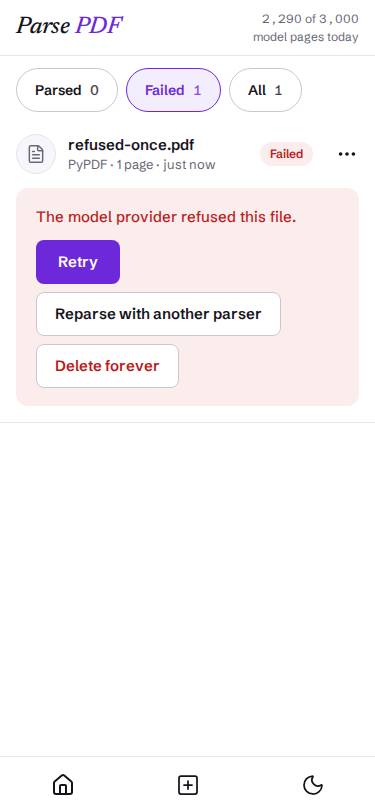 Parse PDF
2,290 of 3,000
model pages today
Parsed 0
Failed 1
All 1
refused-once.pdf
Failed
PyPDF · 1 page · just now
The model provider refused this file.
Retry
Reparse with another parser
Delete forever